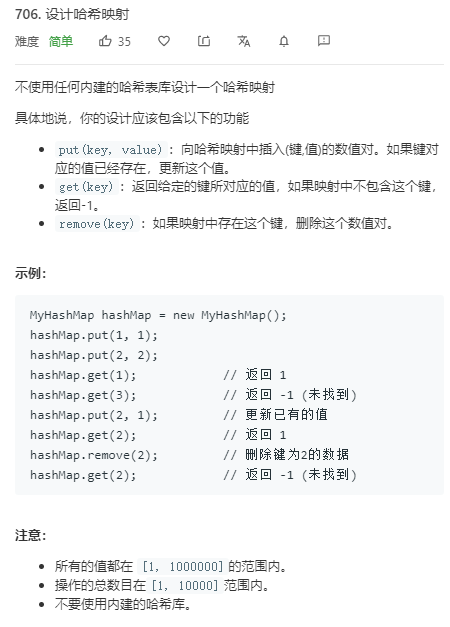 706. 设计哈希映射
难度 简单 35
不使用任何内建的哈希表库设计一个哈希映射
具体地说，你的设计应该包含以下的功能
put(key, value) ：向哈希映射中插入(键,值)的数值对。如果键对
应的值已经存在，更新这个值。
get(key) ：返回给定的键所对应的值，如果映射中不包含这个键，
返回-1。
remove(key) ：如果映射中存在这个键，删除这个数值对。
示例：
MyHashMap hashMap = new MyHashMap();
hashMap.put(1, 1);
hashMap.put(2, 2);
hashMap.get(1); // 返回 1
hashMap.get(3); // 返回 -1 (未找到)
hashMap.put(2, 1); // 更新已有的值
hashMap.get(2); // 返回 1
hashMap.remove(2); // 删除键为2的数据
hashMap.get(2); // 返回 -1 (未找到)
注意：
所有的值都在 [1, 1000000]的范围内。
操作的总数目在[1, 10000]范围内。
不要使用内建的哈希库。